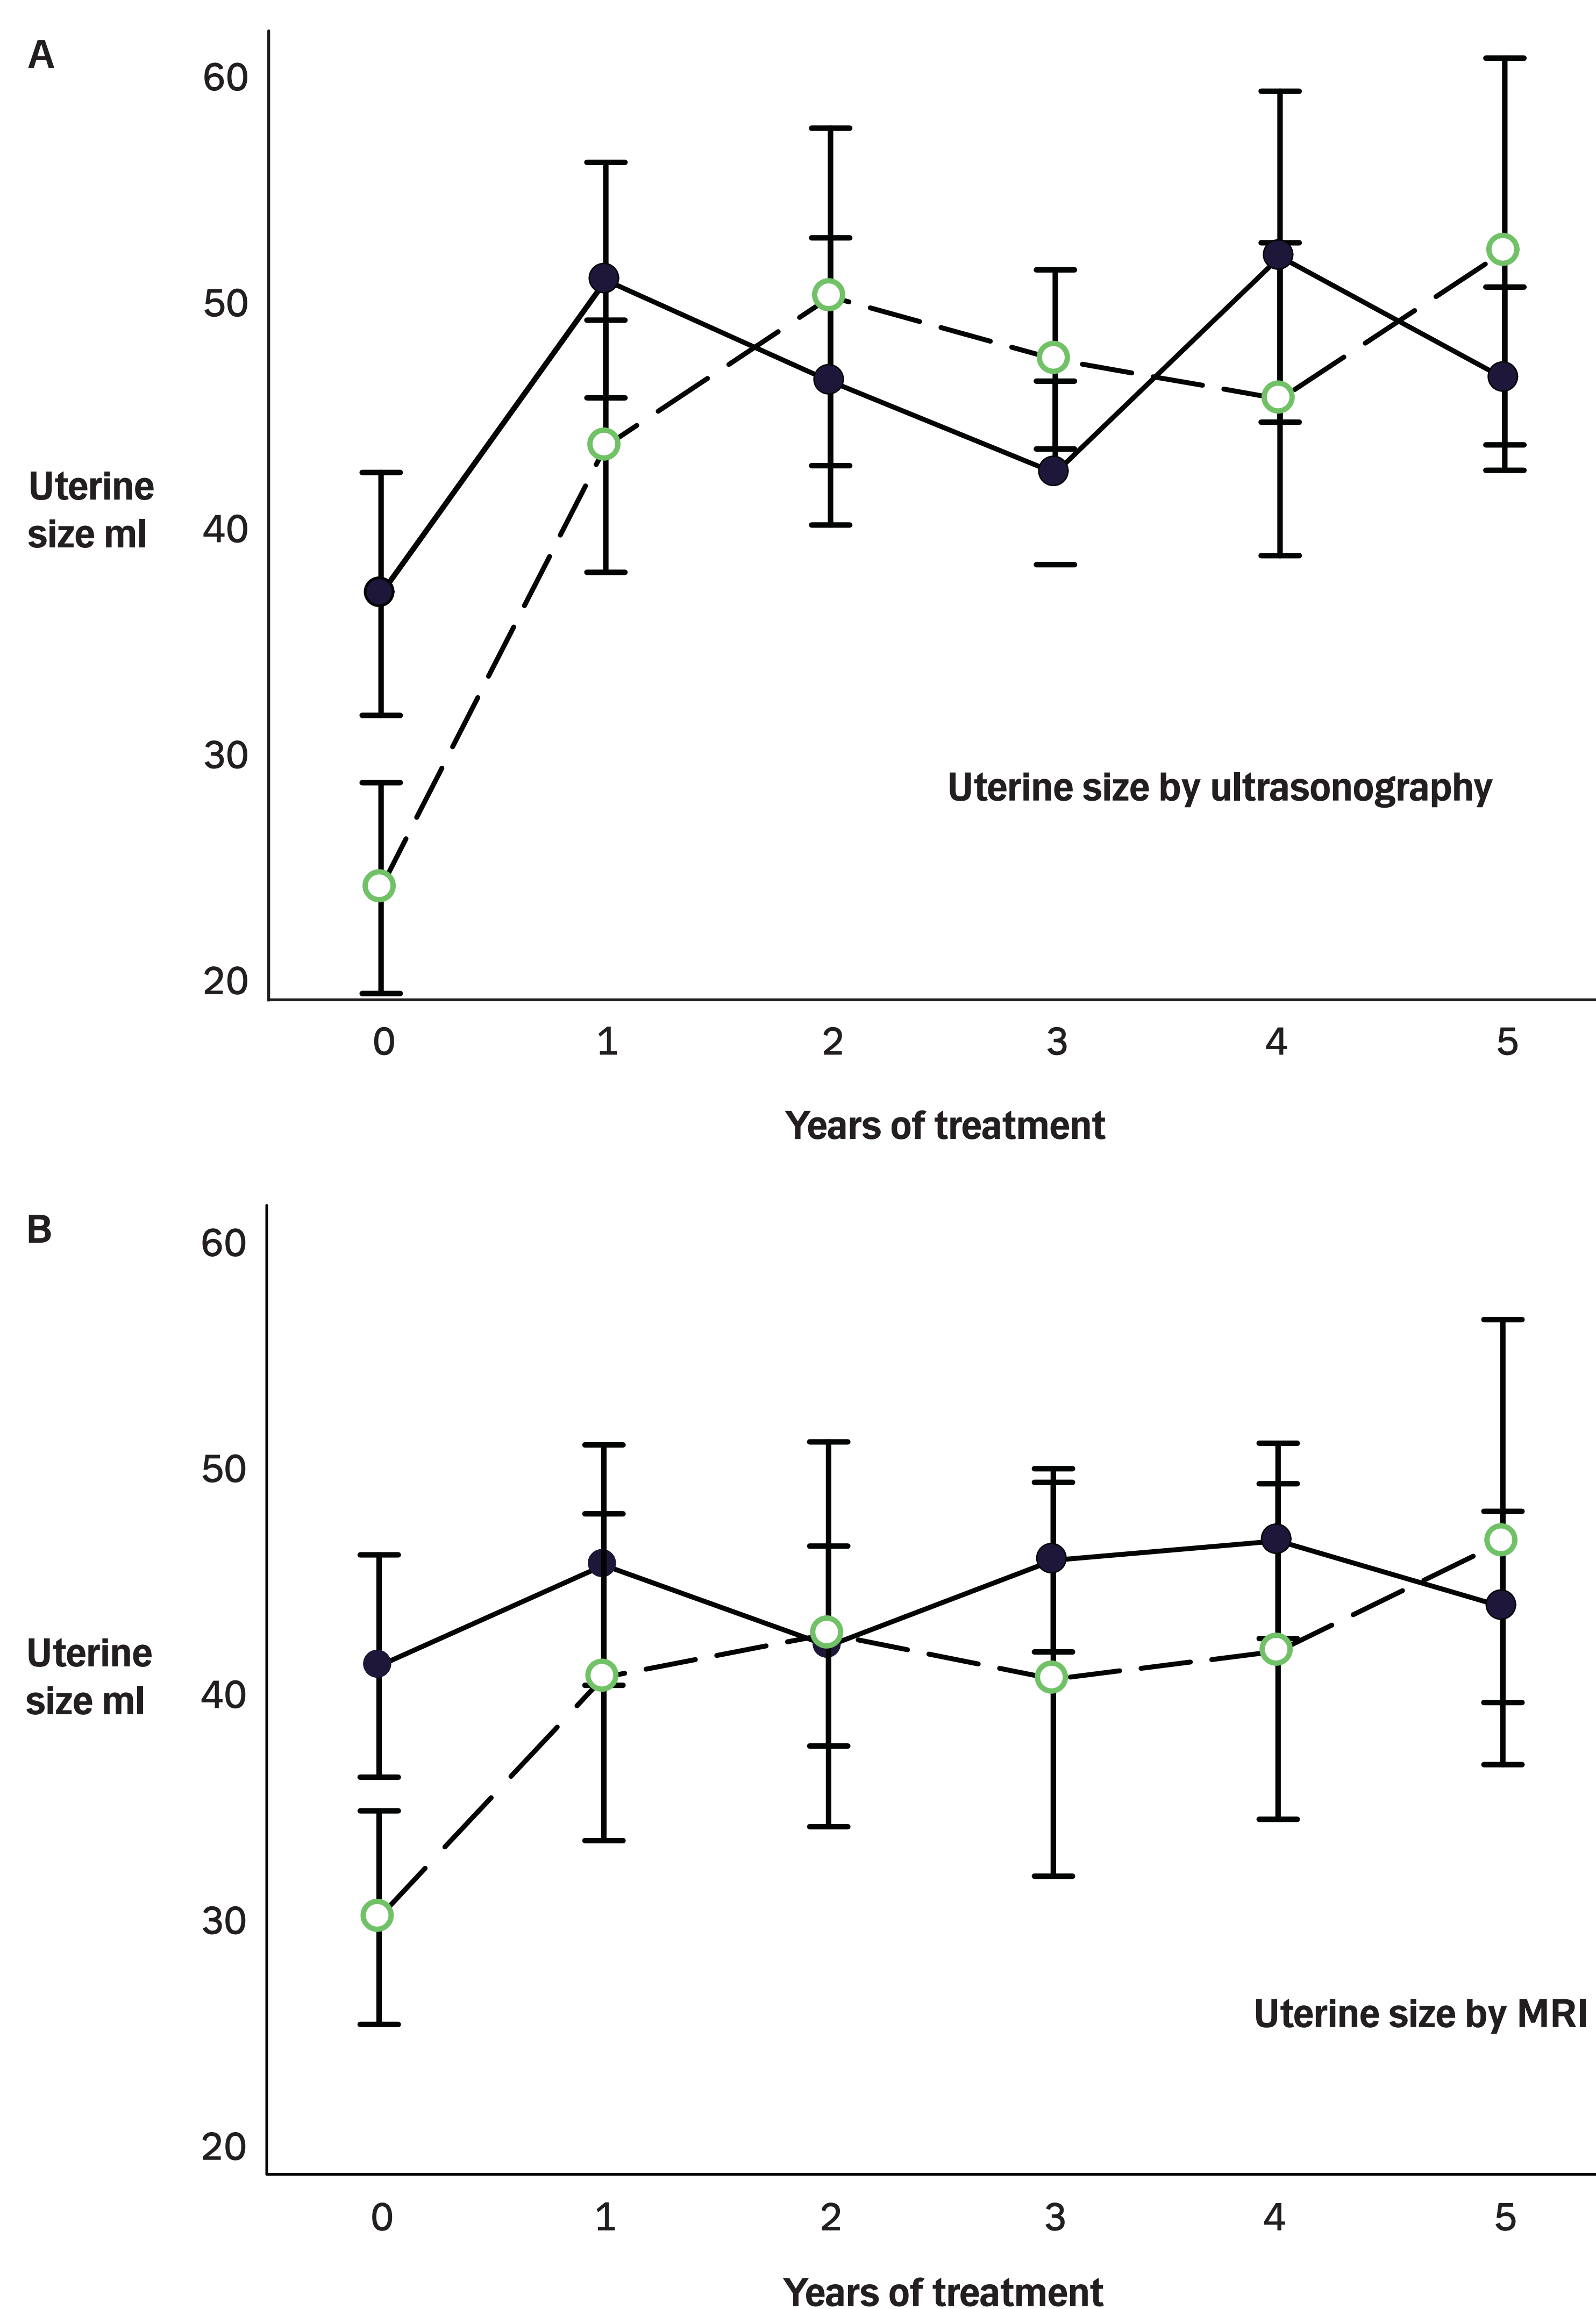 A
60
50
40
30
20
Uterine
size ml
Uterine size by ultrasonography
0 1 2 3 4 5
Years of treatment
B
60
50
40
30
20
Uterine
size ml
Uterine size by MRI
0 1 2 3 4 5
Years of treatment